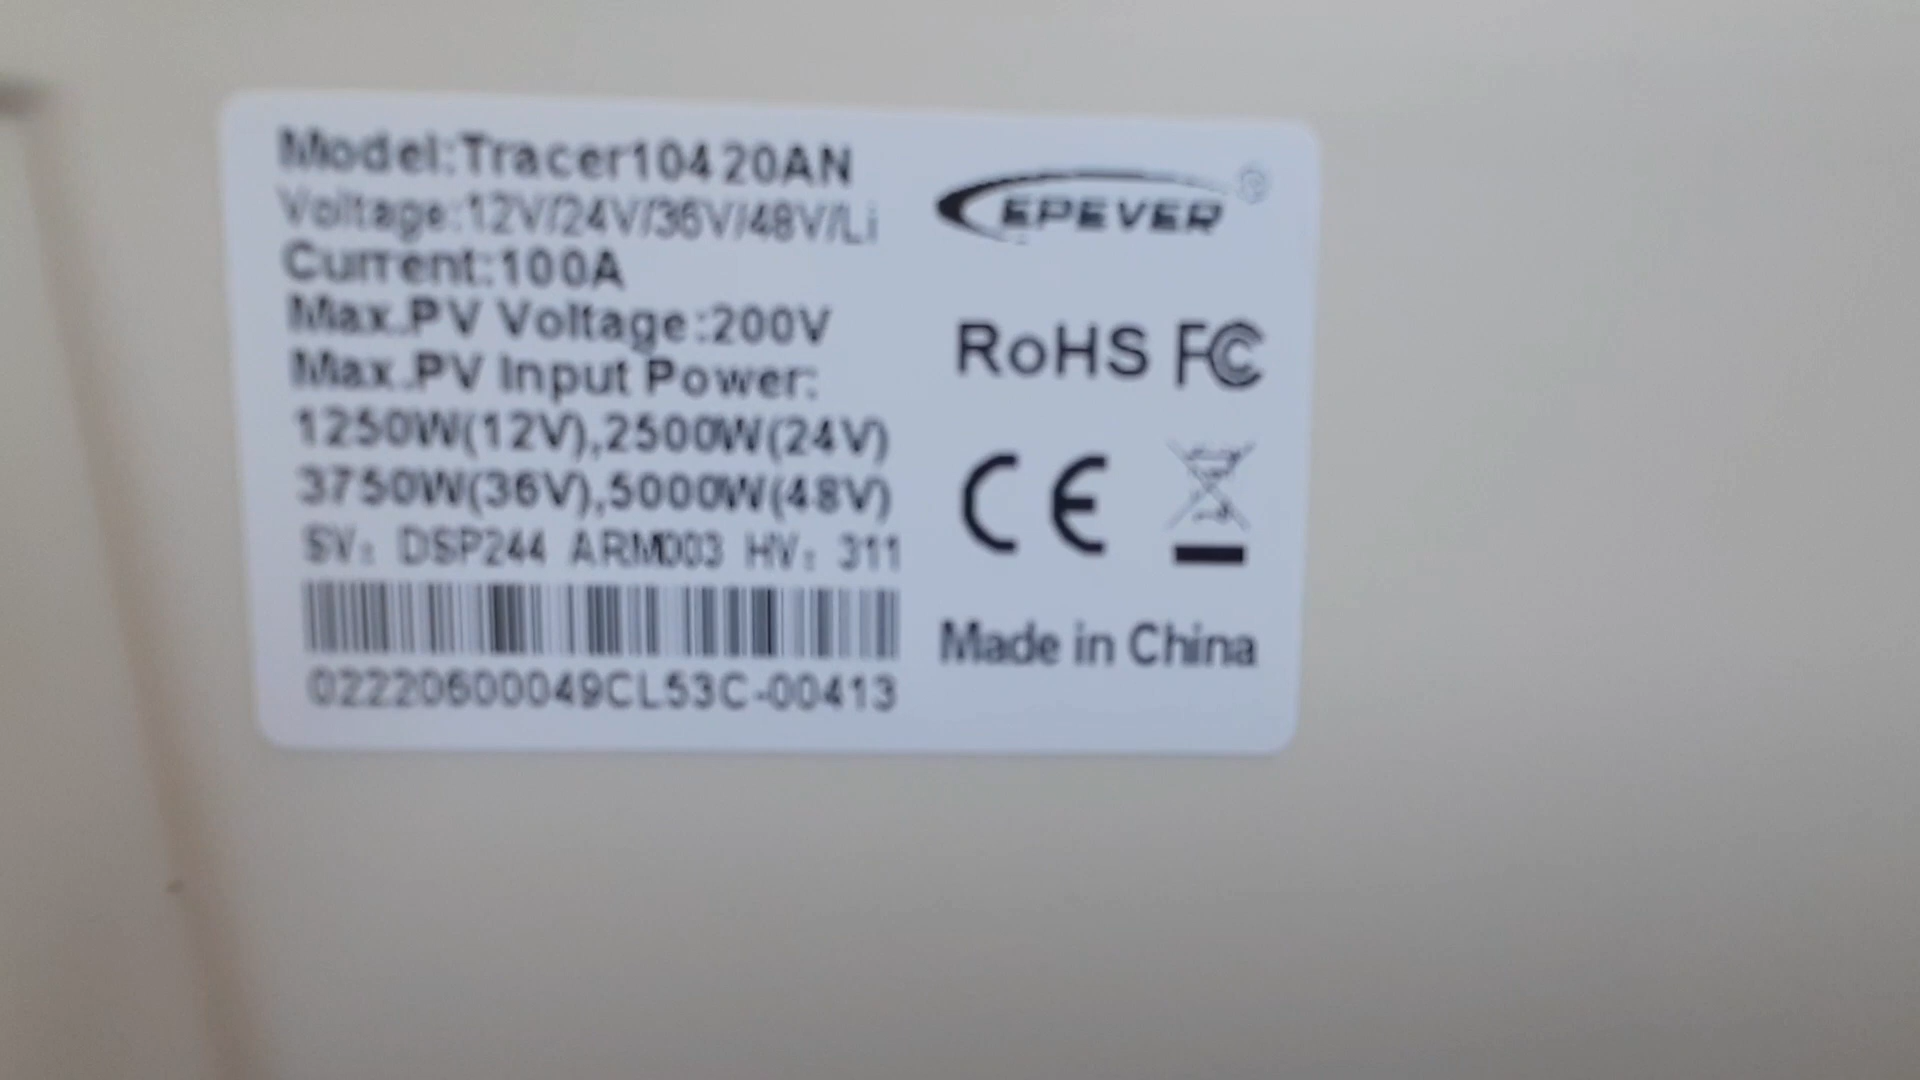 Model:Tracer10420AN
Voltage:12V/24V/36V/48V/Li
Current:100A
Max.PV Voltage:200V
Max.PV Input Power:
1250W(12V),2500W(24V)
3750W(36V),5000W(48V)
SV: DSP244 ARM003 HV: 311
02220600049CL53C-00413
EPEVER®
RoHS FC
CE
Made in China